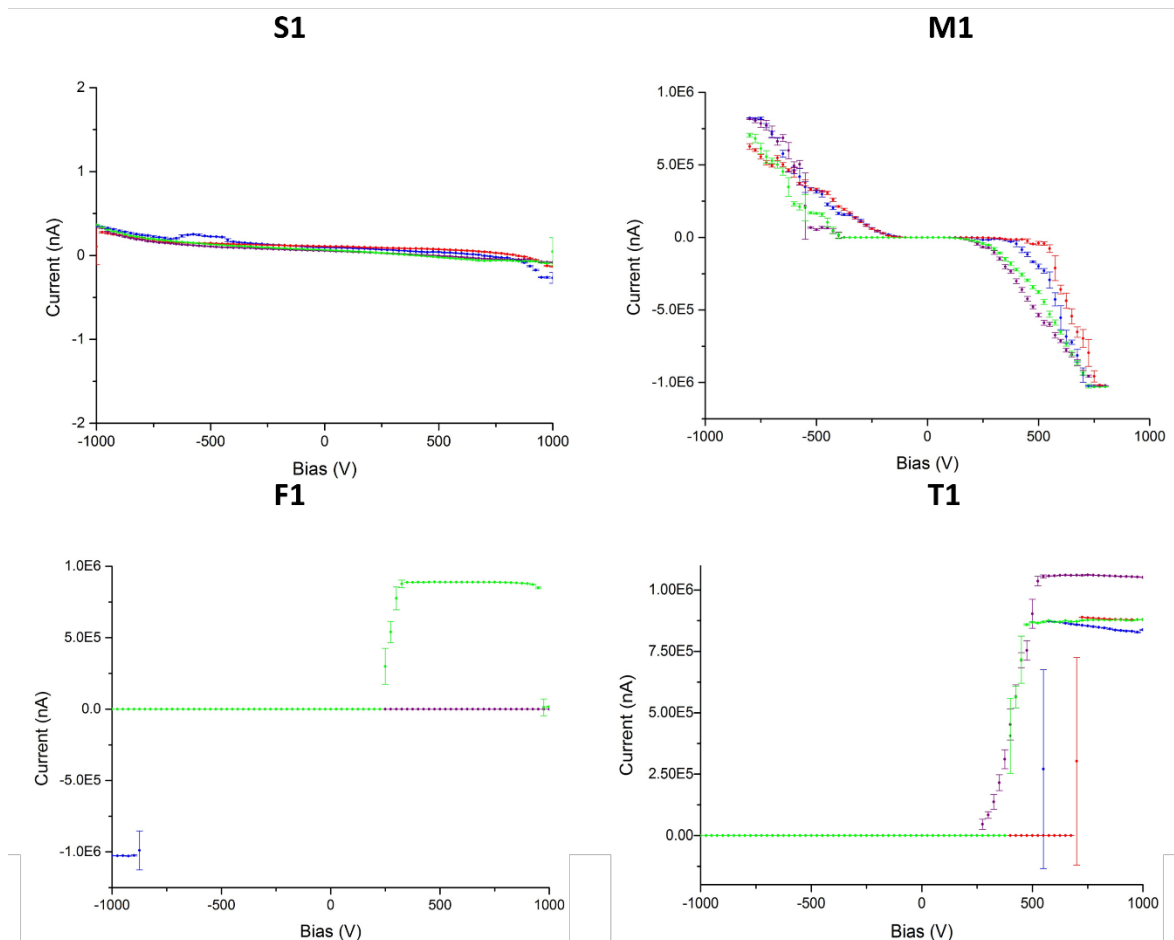 S1
M1
2
1
0
-1
-2
Current (nA)
-1000
-500
0
500
1000
Bias (V)
1.0E6
5.0E5
0.0
-5.0E5
-1.0E6
Current (nA)
-1000
-500
0
500
1000
Bias (V)
F1
T1
1.0E6
5.0E5
0.0
-5.0E5
-1.0E6
Current (nA)
-1000
-500
0
500
1000
Bias (V)
1.00E6
7.50E5
5.00E5
2.50E5
0.00
Current (nA)
-1000
-500
0
500
1000
Bias (V)